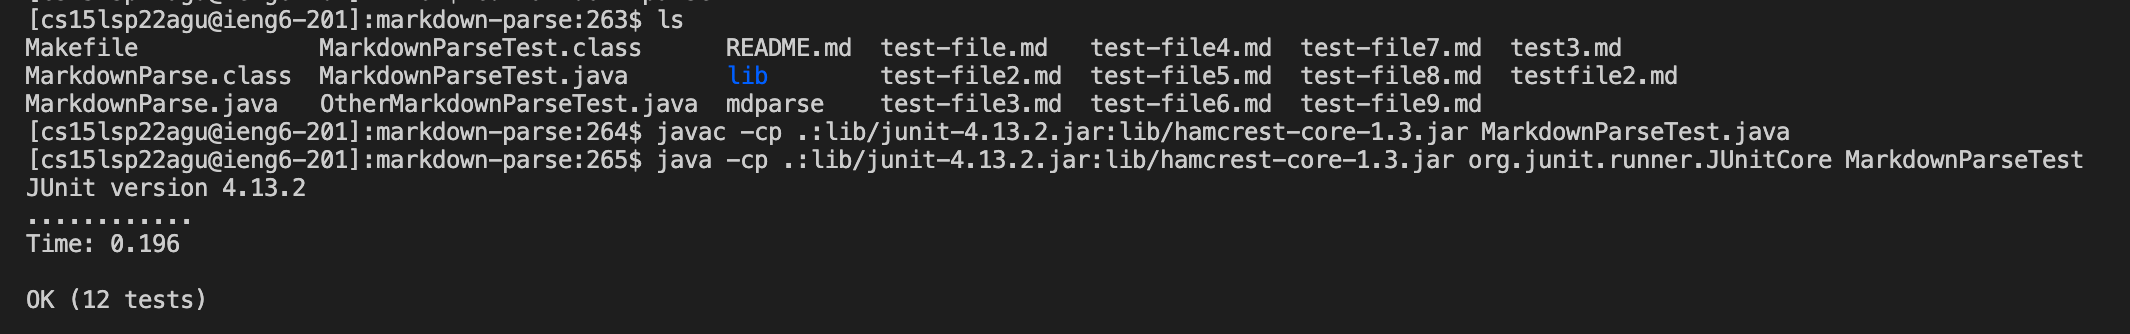 [cs15lsp22agu@ieng6-201]:markdown-parse:263$ ls
Makefile             MarkdownParseTest.class      README.md  test-file.md   test-file4.md  test-file7.md  test3.md
MarkdownParse.class  MarkdownParseTest.java       lib        test-file2.md  test-file5.md  test-file8.md  testfile2.md
MarkdownParse.java   OtherMarkdownParseTest.java  mdparse    test-file3.md  test-file6.md  test-file9.md
[cs15lsp22agu@ieng6-201]:markdown-parse:264$ javac -cp .:lib/junit-4.13.2.jar:lib/hamcrest-core-1.3.jar MarkdownParseTest.java
[cs15lsp22agu@ieng6-201]:markdown-parse:265$ java -cp .:lib/junit-4.13.2.jar:lib/hamcrest-core-1.3.jar org.junit.runner.JUnitCore MarkdownParseTest
JUnit version 4.13.2
............
Time: 0.196
OK (12 tests)